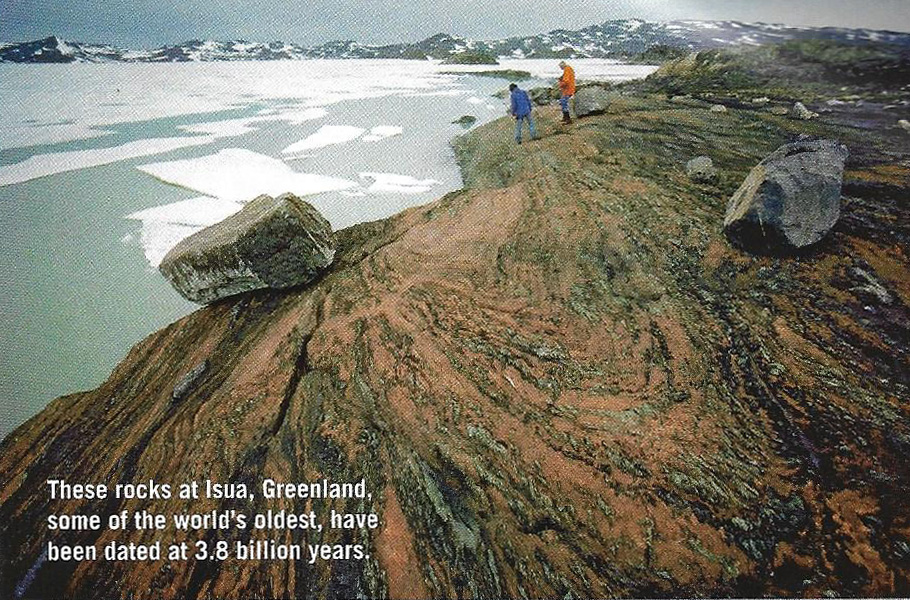 These rocks at Isua, Greenland,
some of the world's oldest, have
been dated at 3.8 billion years.